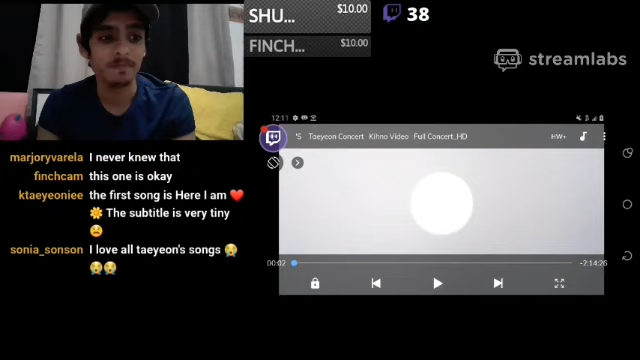 SHU... $10.00
FINCH... $10.00
38
streamlabs
12:11
'S Taeyeon Concert Kihno Video Full Concert_HD HW+
marjoryvarela I never knew that
finchcam this one is okay
ktaeyeoniee the first song is Here I am ❤️
🌼 The subtitle is very tiny
😫
sonia_sonson I love all taeyeon's songs 😭
😭😭
00:02 -2:14:26